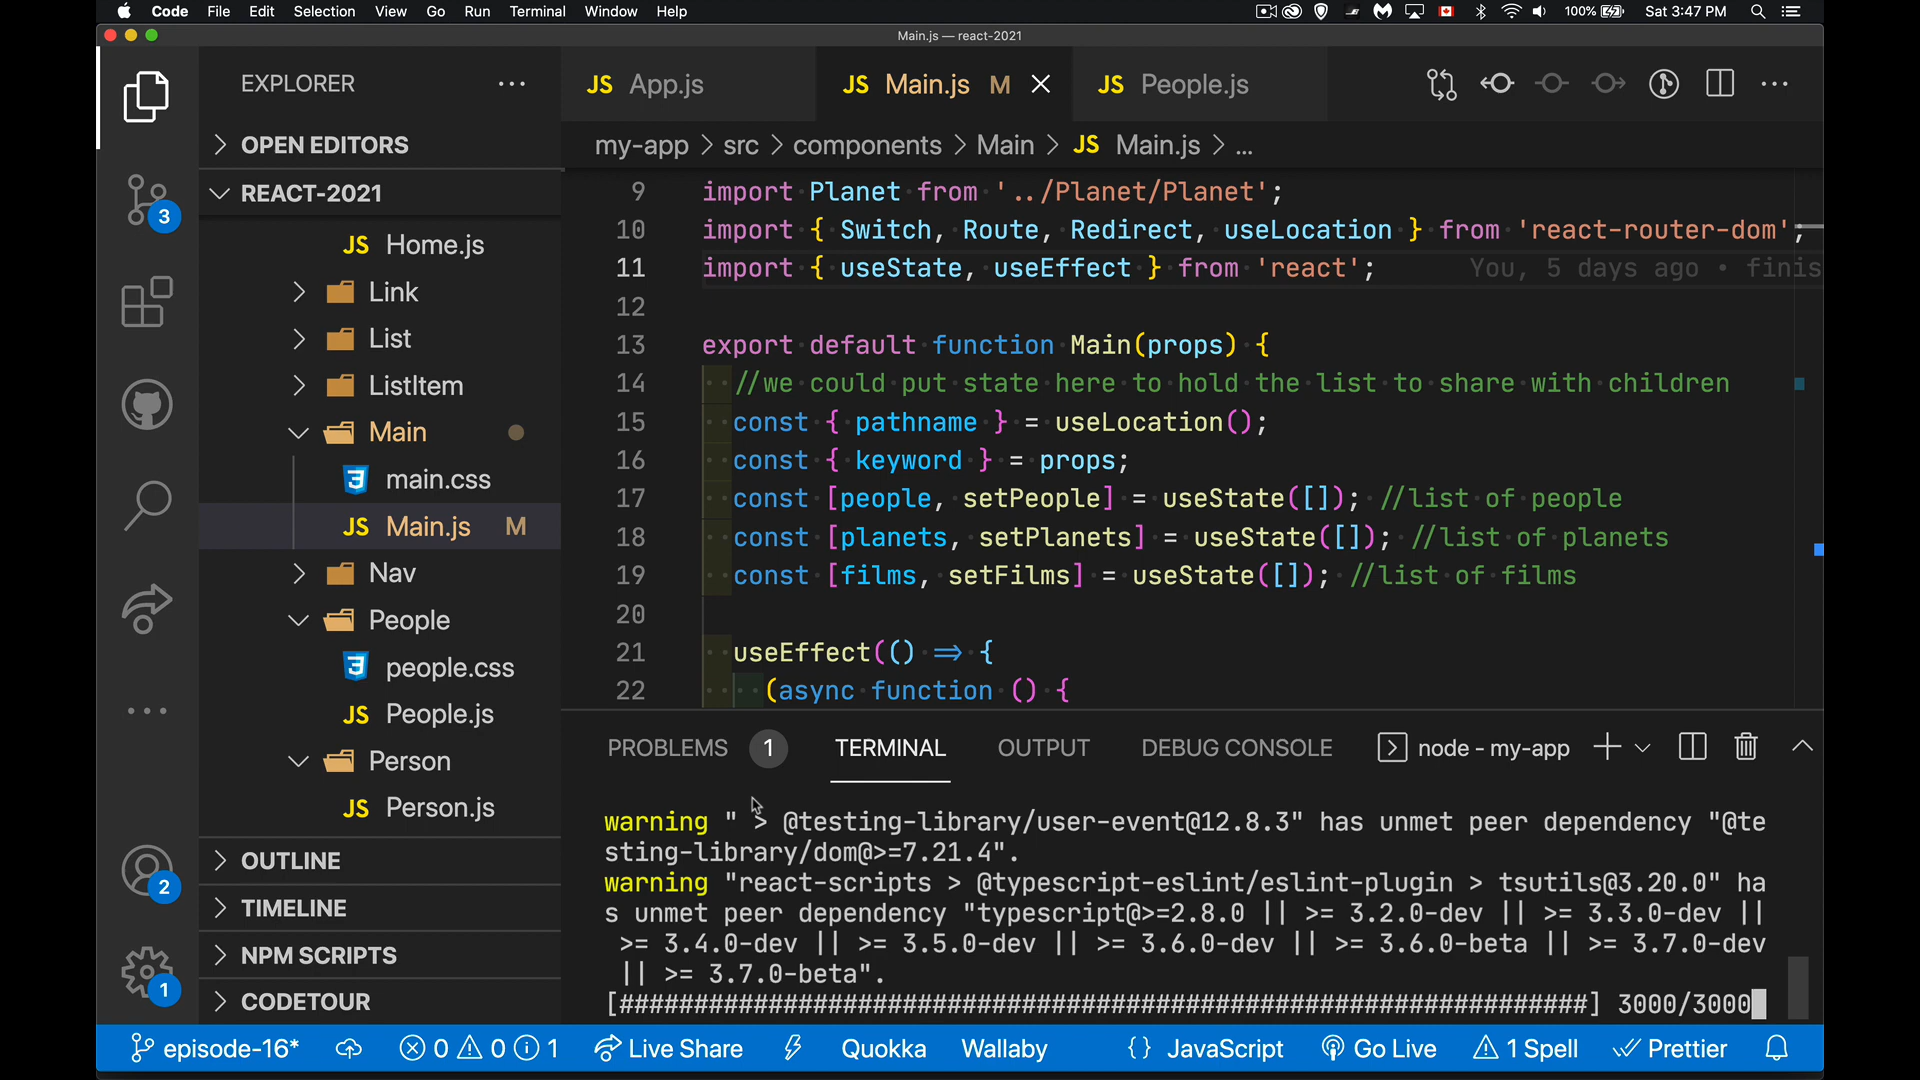 Code File Edit Selection View Go Run Terminal Window Help 100% Sat 3:47 PM
Main.js — react-2021
EXPLORER
OPEN EDITORS
REACT-2021
JS Home.js
Link
List
ListItem
Main
main.css
JS Main.js M
Nav
People
people.css
JS People.js
Person
JS Person.js
OUTLINE
TIMELINE
NPM SCRIPTS
CODETOUR
3
2
1
JS App.js JS Main.js M JS People.js
my-app > src > components > Main > JS Main.js > ...
9 import Planet from '../Planet/Planet';
10 import { Switch, Route, Redirect, useLocation } from 'react-router-dom';
11 import { useState, useEffect } from 'react'; You, 5 days ago • finis
12
13 export default function Main(props) {
14 //we could put state here to hold the list to share with children
15 const { pathname } = useLocation();
16 const { keyword } = props;
17 const [people, setPeople] = useState([]); //list of people
18 const [planets, setPlanets] = useState([]); //list of planets
19 const [films, setFilms] = useState([]); //list of films
20
21 useEffect(() => {
22 (async function () {
PROBLEMS 1 TERMINAL OUTPUT DEBUG CONSOLE node - my-app
warning " > @testing-library/user-event@12.8.3" has unmet peer dependency "@te
sting-library/dom@>=7.21.4".
warning "react-scripts > @typescript-eslint/eslint-plugin > tsutils@3.20.0" ha
s unmet peer dependency "typescript@>=2.8.0 || >= 3.2.0-dev || >= 3.3.0-dev ||
>= 3.4.0-dev || >= 3.5.0-dev || >= 3.6.0-dev || >= 3.6.0-beta || >= 3.7.0-dev
|| >= 3.7.0-beta".
[################################################################] 3000/3000
episode-16* 0 0 1 Live Share Quokka Wallaby {} JavaScript Go Live 1 Spell Prettier